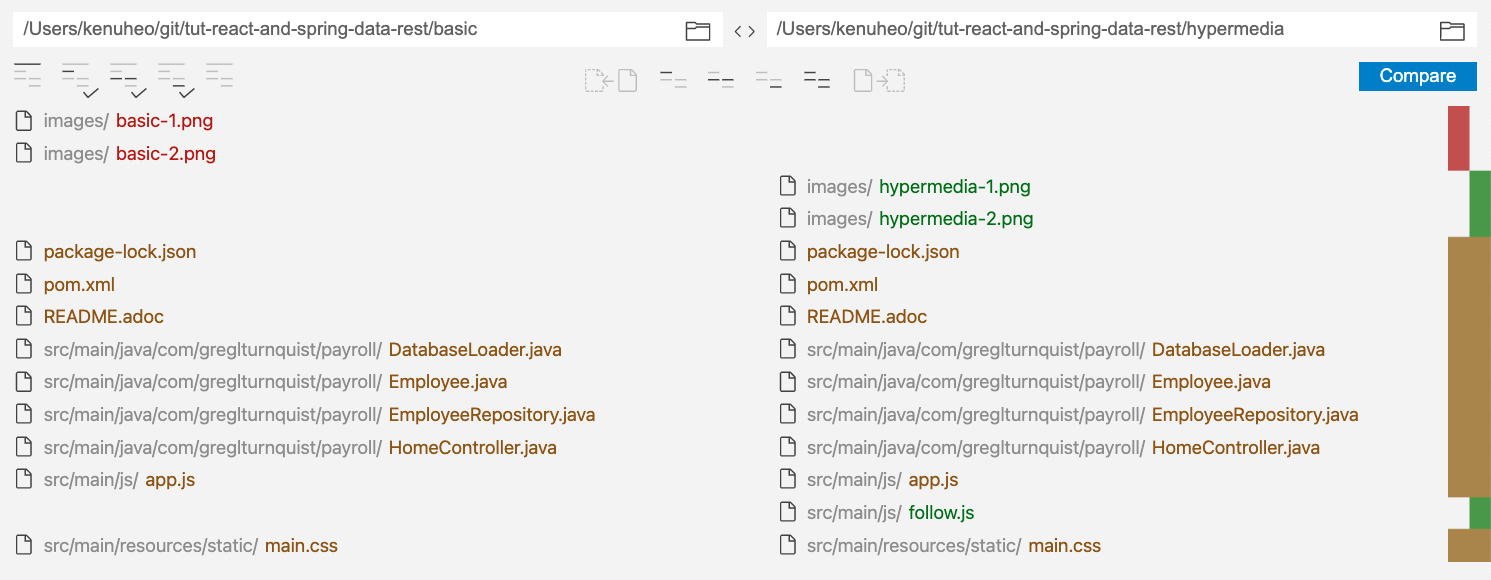 /Users/kenuheo/git/tut-react-and-spring-data-rest/basic <> /Users/kenuheo/git/tut-react-and-spring-data-rest/hypermedia
Compare
images/ basic-1.png
images/ basic-2.png
images/ hypermedia-1.png
images/ hypermedia-2.png
package-lock.json package-lock.json
pom.xml pom.xml
README.adoc README.adoc
src/main/java/com/greglturnquist/payroll/ DatabaseLoader.java src/main/java/com/greglturnquist/payroll/ DatabaseLoader.java
src/main/java/com/greglturnquist/payroll/ Employee.java src/main/java/com/greglturnquist/payroll/ Employee.java
src/main/java/com/greglturnquist/payroll/ EmployeeRepository.java src/main/java/com/greglturnquist/payroll/ EmployeeRepository.java
src/main/java/com/greglturnquist/payroll/ HomeController.java src/main/java/com/greglturnquist/payroll/ HomeController.java
src/main/js/ app.js src/main/js/ app.js
src/main/js/ follow.js
src/main/resources/static/ main.css src/main/resources/static/ main.css